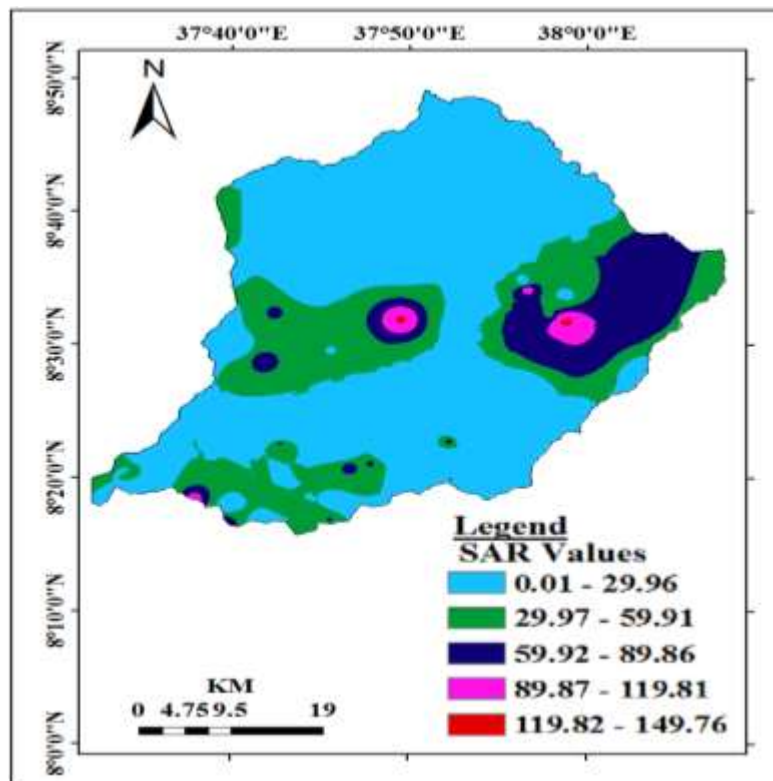 37°40'0"E 37°50'0"E 38°0'0"E
N
8°50'0"N
8°40'0"N
8°30'0"N
8°20'0"N
8°10'0"N
8°0'0"N
Legend
SAR Values
0.01 - 29.96
29.97 - 59.91
59.92 - 89.86
89.87 - 119.81
119.82 - 149.76
KM
0 4.75 9.5 19